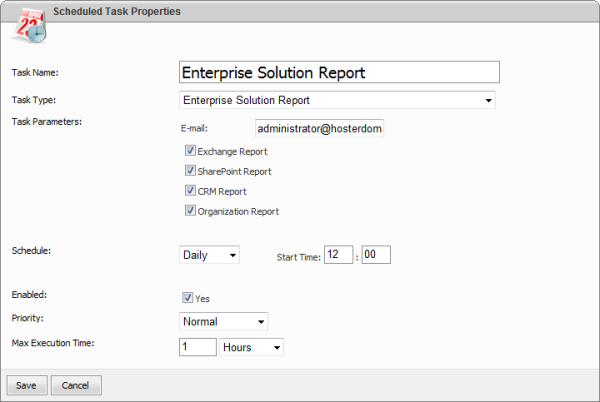 Scheduled Task Properties
Task Name: Enterprise Solution Report
Task Type: Enterprise Solution Report
Task Parameters: E-mail: administrator@hosterdom
Exchange Report
SharePoint Report
CRM Report
Organization Report
Schedule: Daily Start Time: 12 : 00
Enabled: Yes
Priority: Normal
Max Execution Time: 1 Hours
Save Cancel